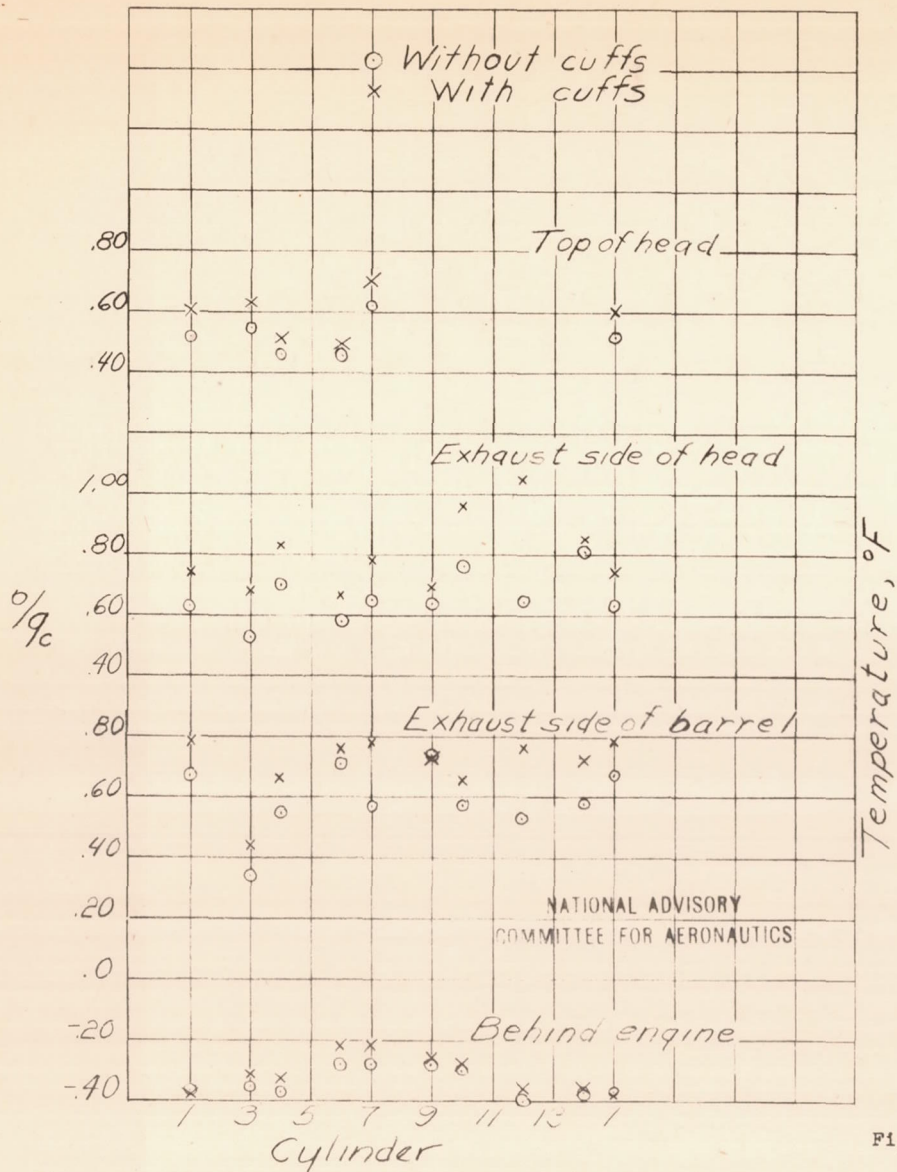 Without cuffs
With cuffs
Top of head
.80
.60
.40
Exhaust side of head
1.00
.80
.60
.40
Exhaust side of barrel
.80
.60
.40
.20
.0
-.20
-.40
NATIONAL ADVISORY
COMMITTEE FOR AERONAUTICS
Behind engine
1 3 5 7 9 11 13 1
Cylinder
Temperature, °F